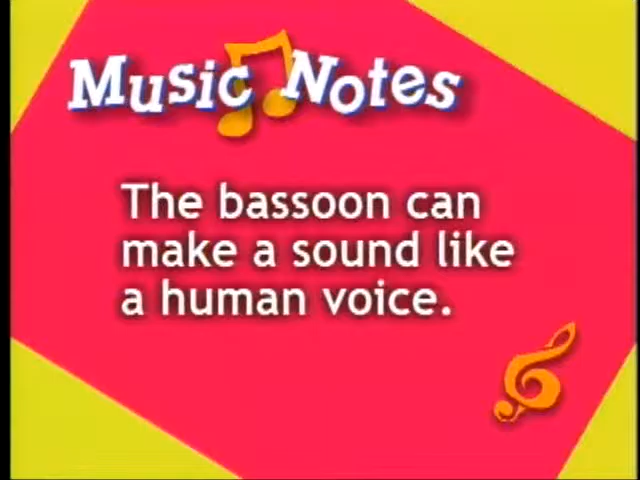 Music Notes
The bassoon can
make a sound like
a human voice.